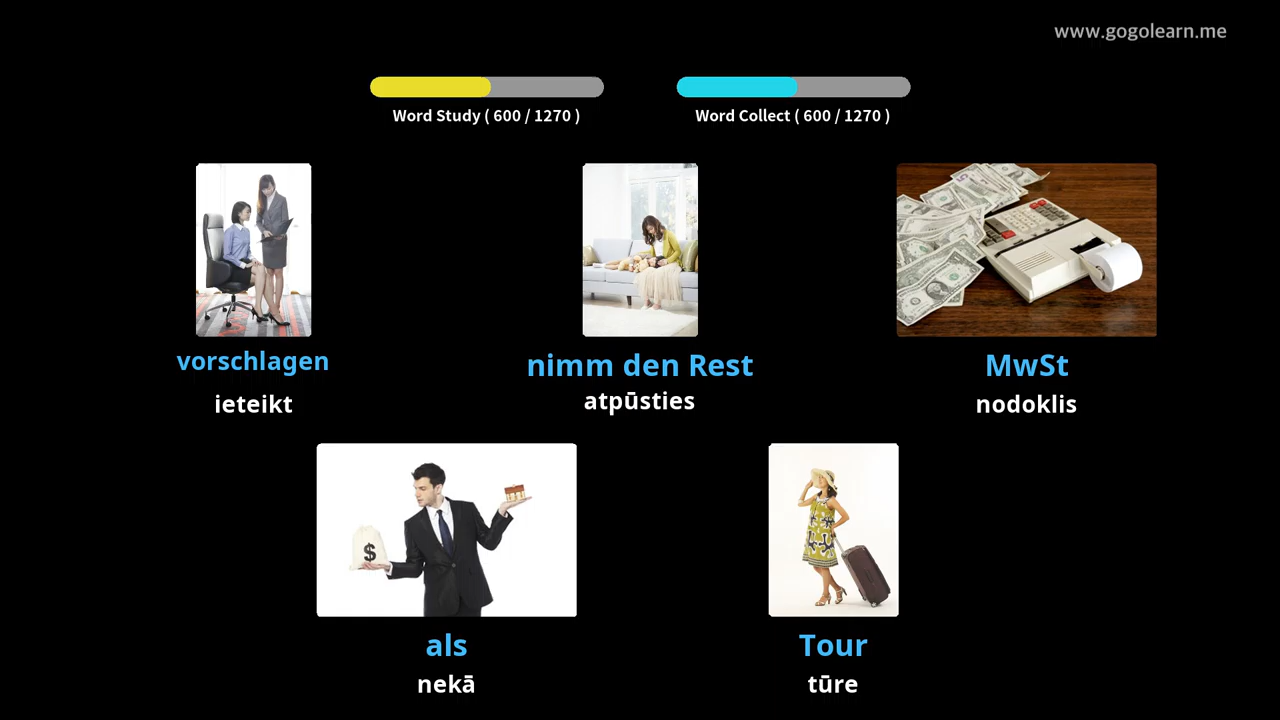 www.gogolearn.me
Word Study ( 600 / 1270 )
Word Collect ( 600 / 1270 )
vorschlagen
ieteikt
nimm den Rest
atpūsties
MwSt
nodoklis
$
als
nekā
Tour
tūre